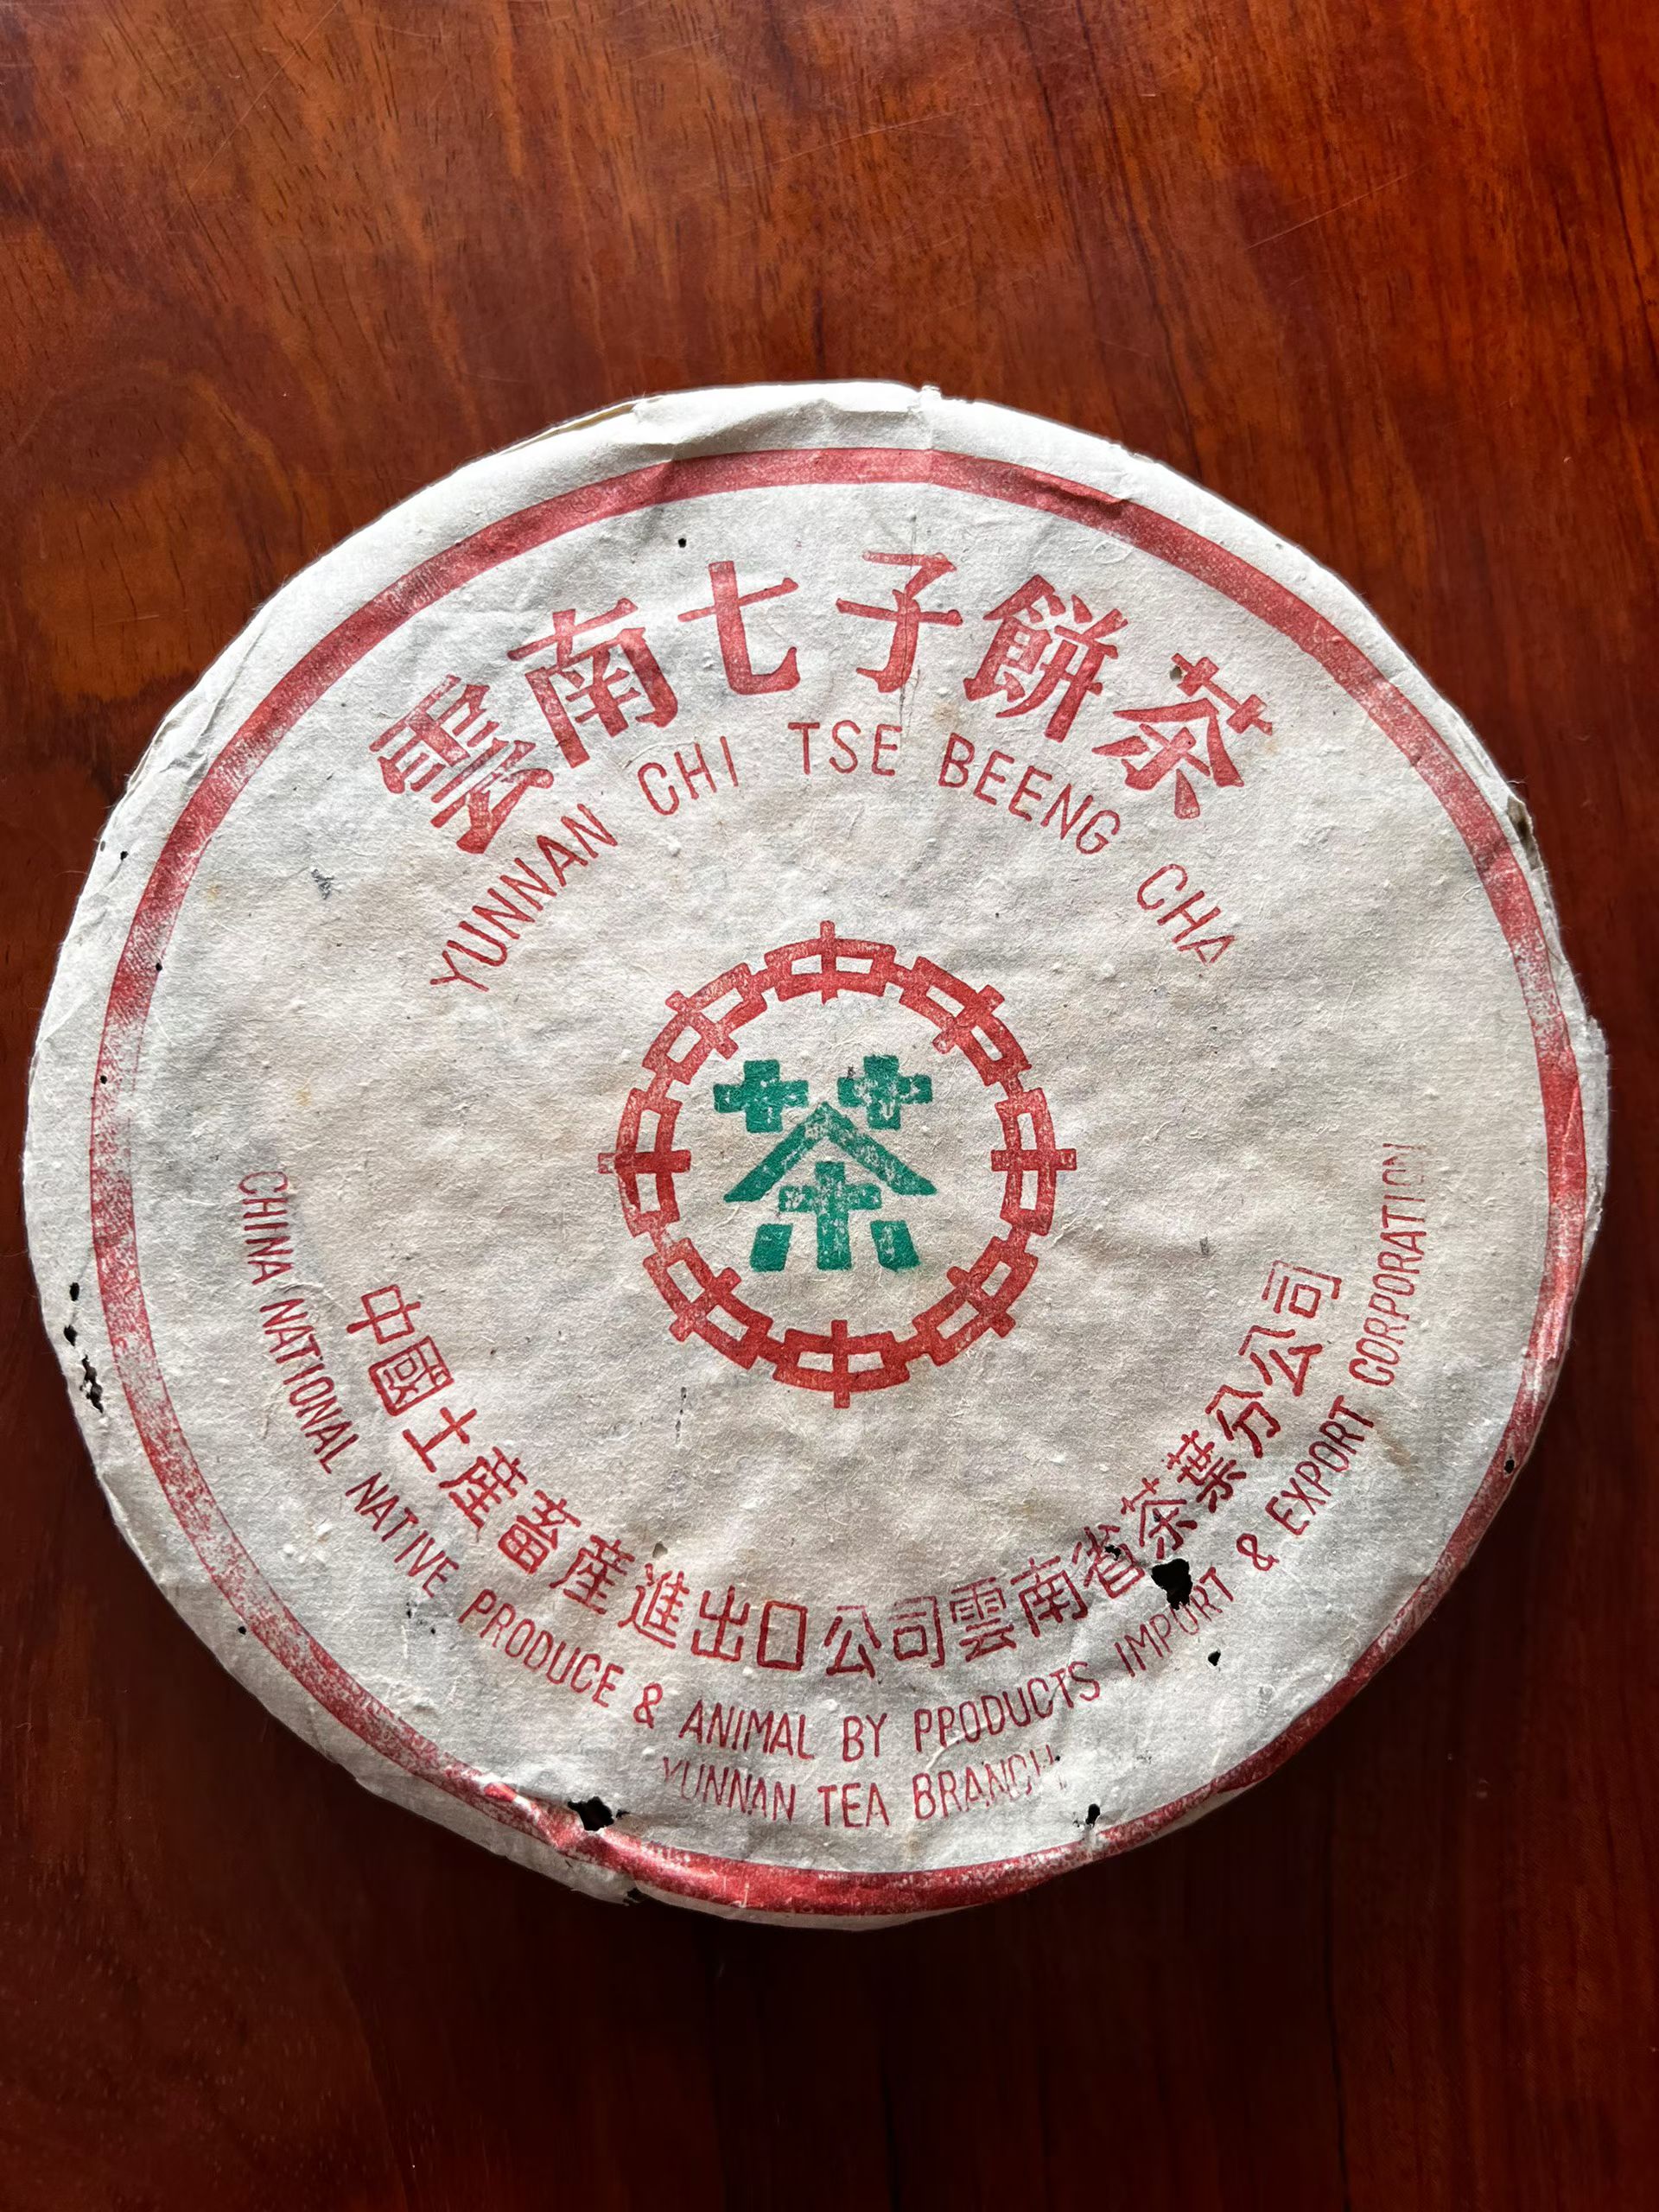 雲南七子餅茶
YUNNAN CHI TSE BEENG CHA
茶
中國土產畜產進出口公司雲南省茶葉分公司
CHINA NATIONAL NATIVE PRODUCE & ANIMAL BY PRODUCTS IMPORT & EXPORT CORPORATION
YUNNAN TEA BRANCH